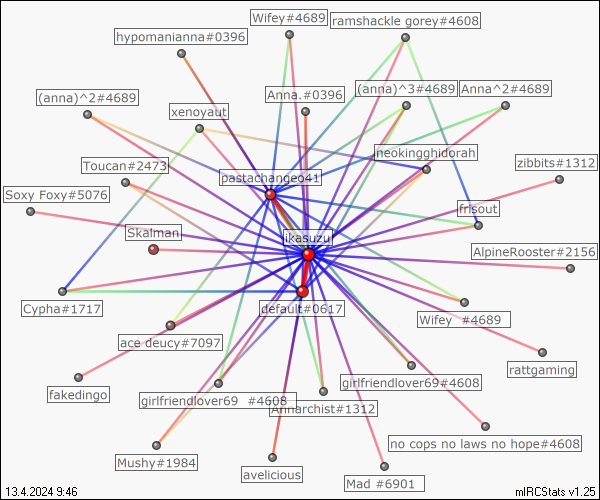 Wifey#4689
ramshackle gorey#4608
hypomanianna#0396
(anna)^2#4689
Anna.#0396
(anna)^3#4689
Anna^2#4689
xenoyaut
neokingghidorah
zibbits#1312
Toucan#2473
pastachangeo41
Soxy Foxy#5076
frisout
Skalman
ikasuzu
AlpineRooster#2156
Cypha#1717
default#0617
Wifey  #4689
ace deucy#7097
rattgaming
fakedingo
girlfriendlover69  #4608
girlfriendlover69#4608
Annarchist#1312
no cops no laws no hope#4608
Mushy#1984
avelicious
Mad #6901
13.4.2024 9:46
mIRCStats v1.25